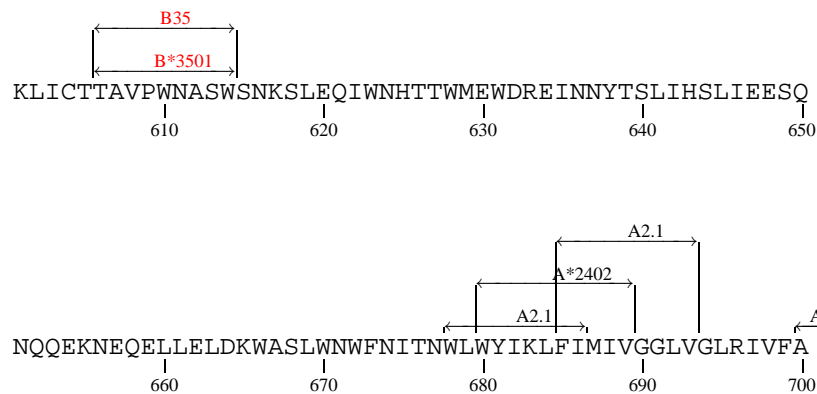 B35
B*3501
KLICTTAVPWNASWSNKSLEQIWNHTTWMEWDREINNYTSLIHSLIEESQ
610 620 630 640 650
A2.1
A*2402
A2.1 A
NQQEKNEQELLELDKWASLWNWFNITNWLWYIKLFIMIVGGLVGLRIVFA
660 670 680 690 700